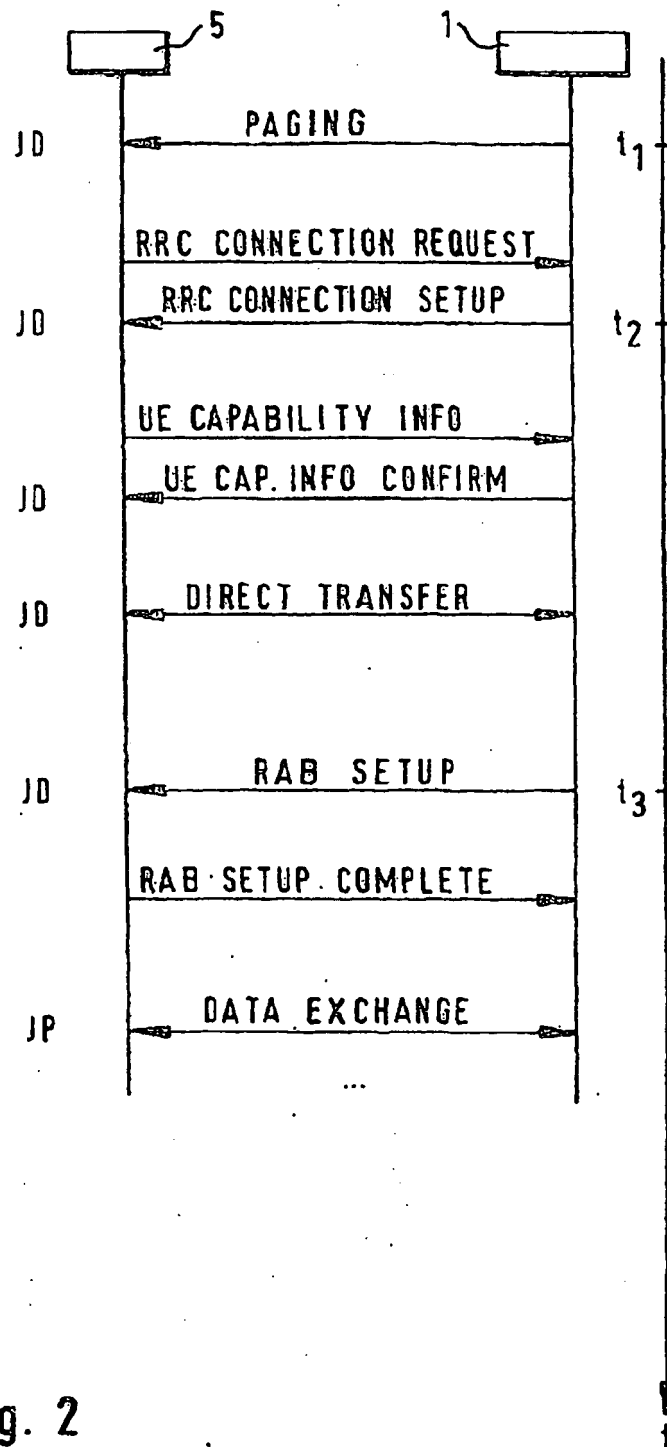 5 1
JD PAGING t1
RRC CONNECTION REQUEST
JD RRC CONNECTION SETUP t2
UE CAPABILITY INFO
JD UE CAP. INFO CONFIRM
JD DIRECT TRANSFER
JD RAB SETUP t3
RAB SETUP COMPLETE
JP DATA EXCHANGE
...
g. 2